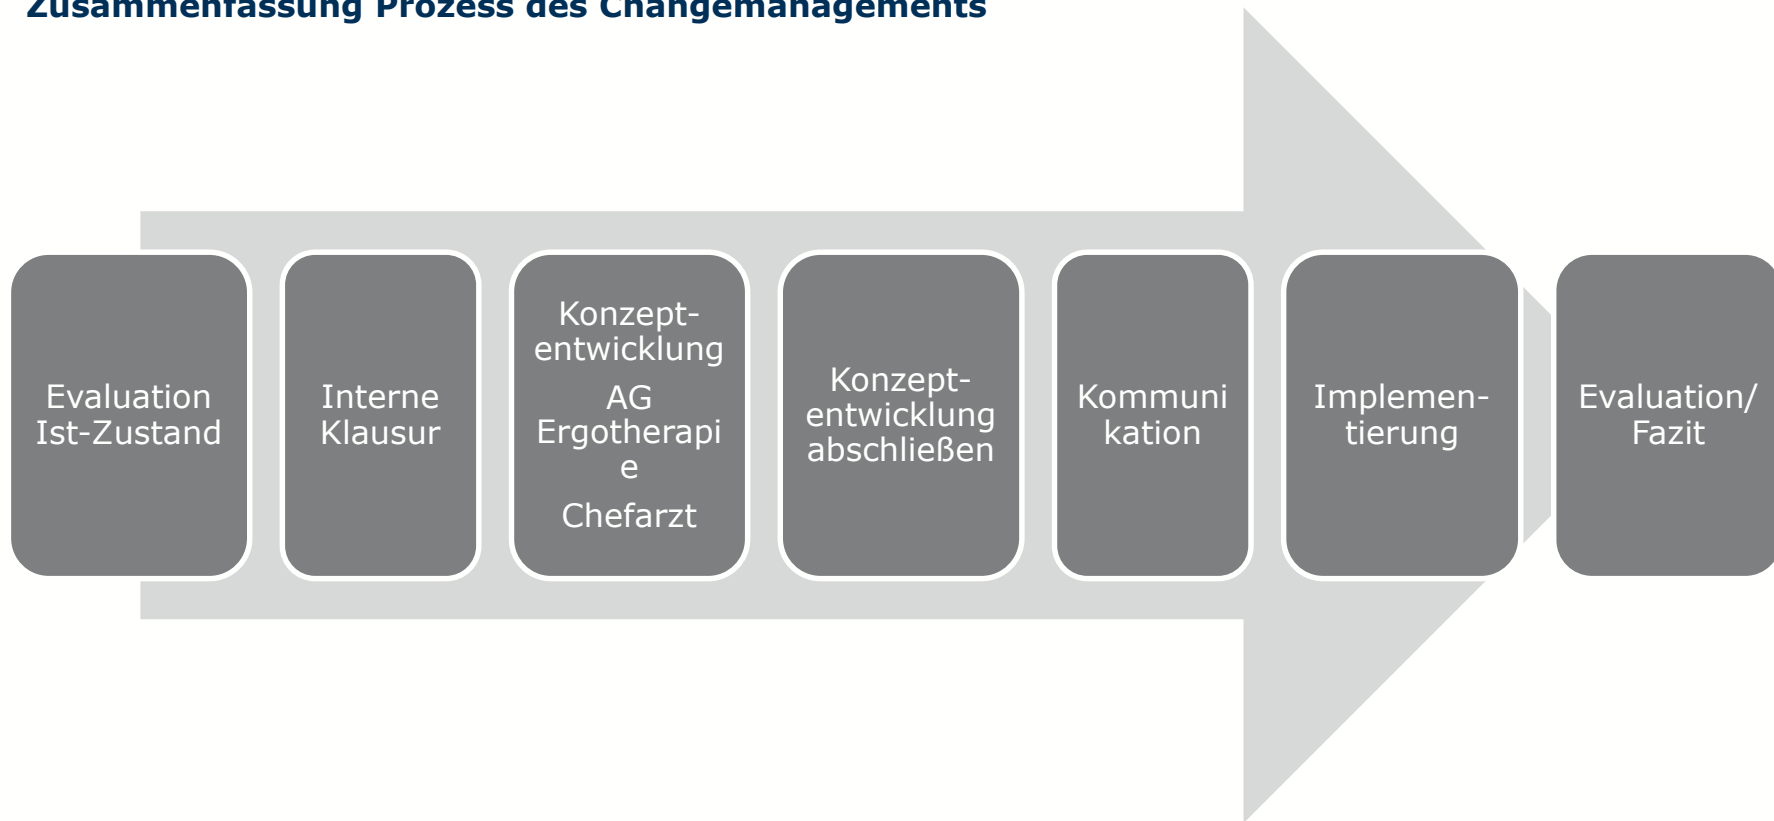 Zusammenfassung Prozess des Changemanagements
Evaluation
Ist-Zustand
Interne
Klausur
Konzept-
entwicklung
AG
Ergotherapi
e
Chefarzt
Konzept-
entwicklung
abschließen
Kommuni
kation
Implemen-
tierung
Evaluation/
Fazit